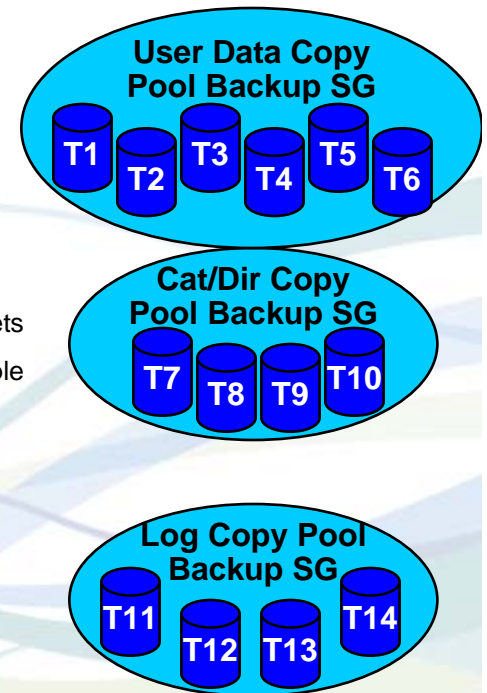 User Data Copy
Pool Backup SG
T1 T2 T3 T4 T5 T6
Cat/Dir Copy
Pool Backup SG
T7 T8 T9 T10
Log Copy Pool
Backup SG
T11 T12 T13 T14